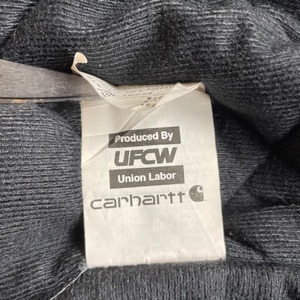 Produced By
UFCW
Union Labor
carhartt